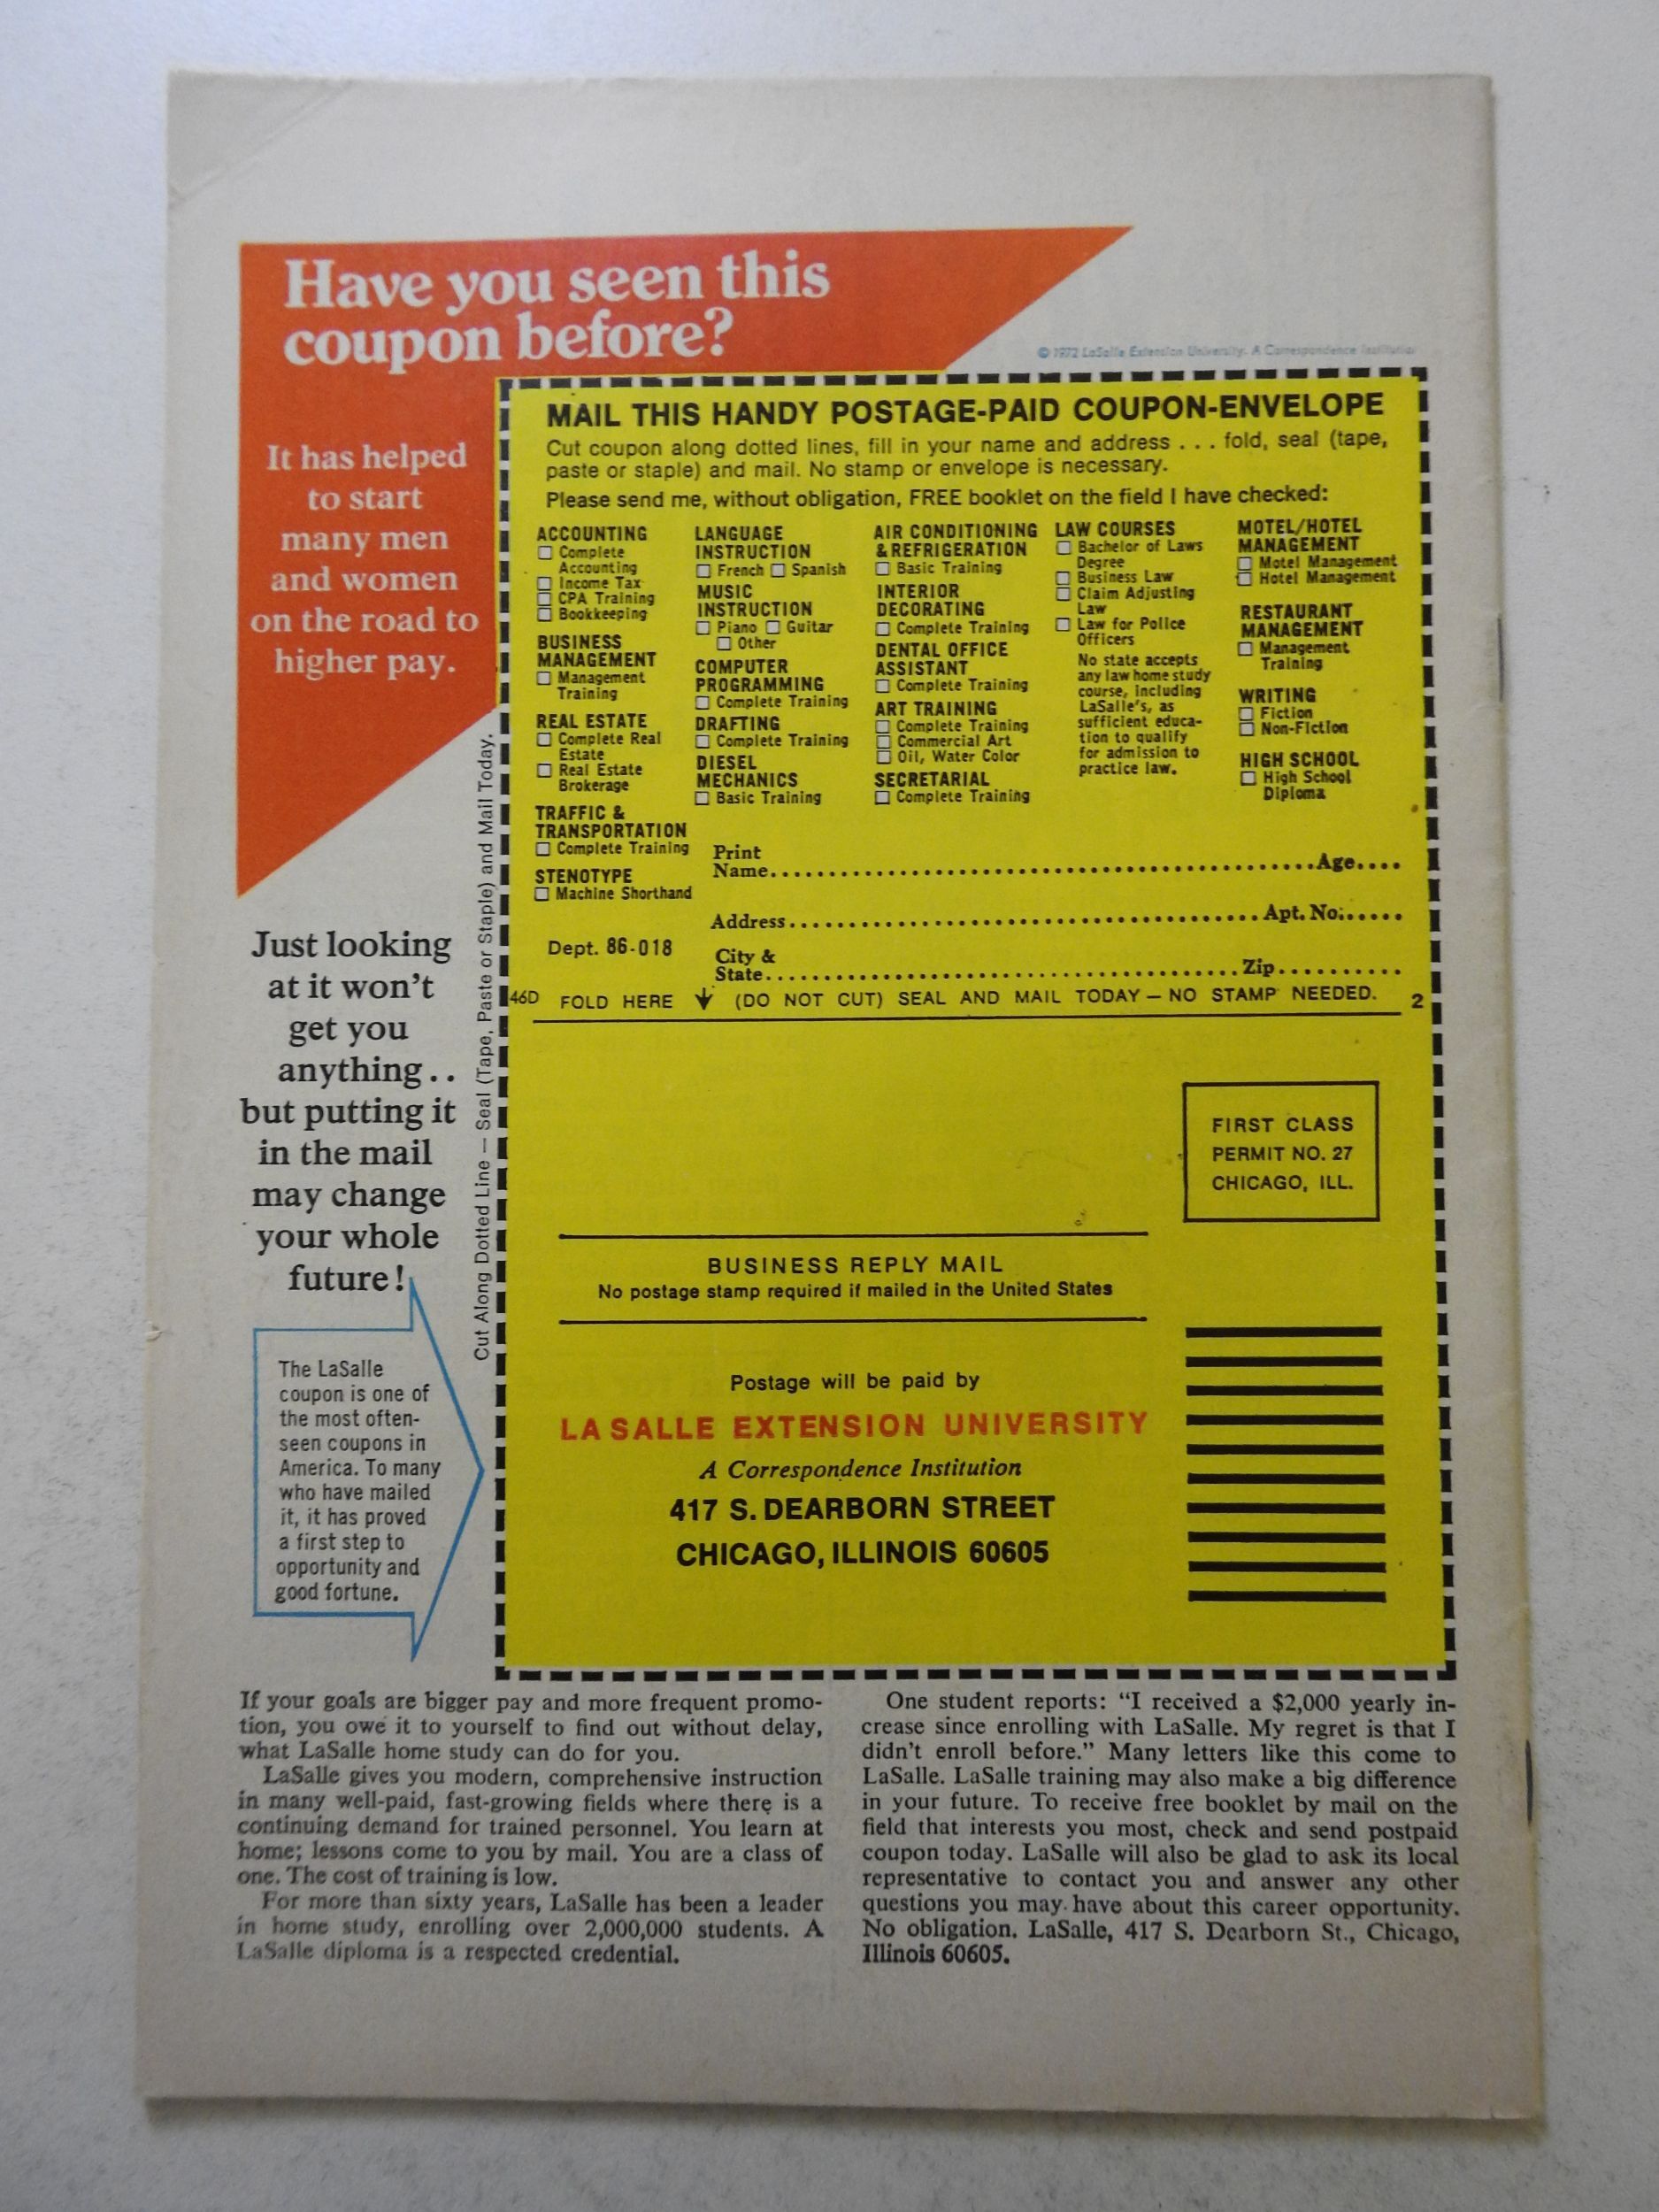 Have you seen this
coupon before?
© 1972 LaSalle Extension University. A Correspondence Institution
It has helped
to start
many men
and women
on the road to
higher pay.
Just looking
at it won't
get you
anything . .
but putting it
in the mail
may change
your whole
future!
The LaSalle
coupon is one of
the most often-
seen coupons in
America. To many
who have mailed
it, it has proved
a first step to
opportunity and
good fortune.
Cut Along Dotted Line — Seal (Tape, Paste or Staple) and Mail Today.
MAIL THIS HANDY POSTAGE-PAID COUPON-ENVELOPE
Cut coupon along dotted lines, fill in your name and address . . . fold, seal (tape,
paste or staple) and mail. No stamp or envelope is necessary.
Please send me, without obligation, FREE booklet on the field I have checked:
ACCOUNTING
Complete
Accounting
Income Tax
CPA Training
Bookkeeping
BUSINESS
MANAGEMENT
Management
Training
REAL ESTATE
Complete Real
Estate
Real Estate
Brokerage
TRAFFIC &
TRANSPORTATION
Complete Training
STENOTYPE
Machine Shorthand
LANGUAGE
INSTRUCTION
French Spanish
MUSIC
INSTRUCTION
Piano Guitar
Other
COMPUTER
PROGRAMMING
Complete Training
DRAFTING
Complete Training
DIESEL
MECHANICS
Basic Training
AIR CONDITIONING
& REFRIGERATION
Basic Training
INTERIOR
DECORATING
Complete Training
DENTAL OFFICE
ASSISTANT
Complete Training
ART TRAINING
Complete Training
Commercial Art
Oil, Water Color
SECRETARIAL
Complete Training
LAW COURSES
Bachelor of Laws
Degree
Business Law
Claim Adjusting
Law
Law for Police
Officers
No state accepts
any law home study
course, including
LaSalle's, as
sufficient educa-
tion to qualify
for admission to
practice law.
MOTEL/HOTEL
MANAGEMENT
Motel Management
Hotel Management
RESTAURANT
MANAGEMENT
Management
Training
WRITING
Fiction
Non-Fiction
HIGH SCHOOL
High School
Diploma
Print
Name Age
Address Apt. No.
Dept. 86-018
City &
State Zip
46D FOLD HERE ↓ (DO NOT CUT) SEAL AND MAIL TODAY — NO STAMP NEEDED. 2
FIRST CLASS
PERMIT NO. 27
CHICAGO, ILL.
BUSINESS REPLY MAIL
No postage stamp required if mailed in the United States
Postage will be paid by
LA SALLE EXTENSION UNIVERSITY
A Correspondence Institution
417 S. DEARBORN STREET
CHICAGO, ILLINOIS 60605
If your goals are bigger pay and more frequent promo-
tion, you owe it to yourself to find out without delay,
what LaSalle home study can do for you.
LaSalle gives you modern, comprehensive instruction
in many well-paid, fast-growing fields where there is a
continuing demand for trained personnel. You learn at
home; lessons come to you by mail. You are a class of
one. The cost of training is low.
For more than sixty years, LaSalle has been a leader
in home study, enrolling over 2,000,000 students. A
LaSalle diploma is a respected credential.
One student reports: "I received a $2,000 yearly in-
crease since enrolling with LaSalle. My regret is that I
didn't enroll before." Many letters like this come to
LaSalle. LaSalle training may also make a big difference
in your future. To receive free booklet by mail on the
field that interests you most, check and send postpaid
coupon today. LaSalle will also be glad to ask its local
representative to contact you and answer any other
questions you may have about this career opportunity.
No obligation. LaSalle, 417 S. Dearborn St., Chicago,
Illinois 60605.